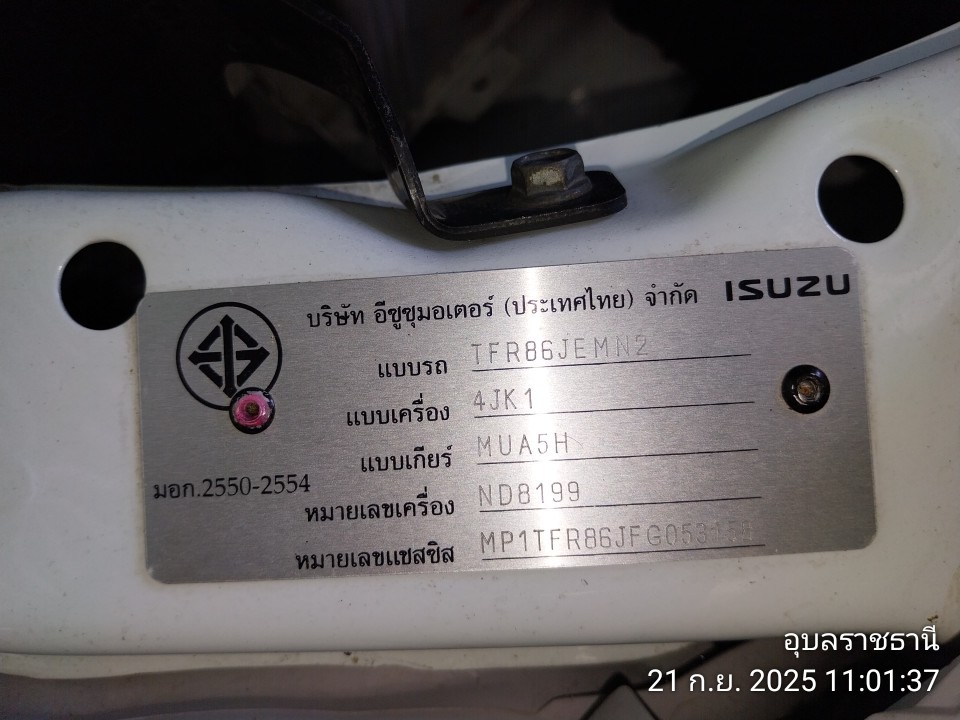 บริษัท อีซูซุมอเตอร์ (ประเทศไทย) จำกัด ISUZU
แบบรถ TFR86JEMN2
แบบเครื่อง 4JK1
แบบเกียร์ MUA5H
มอก.2550-2554
หมายเลขเครื่อง ND8199
หมายเลขแชสซิส
อุบลราชธานี
21 ก.ย. 2025 11:01:37